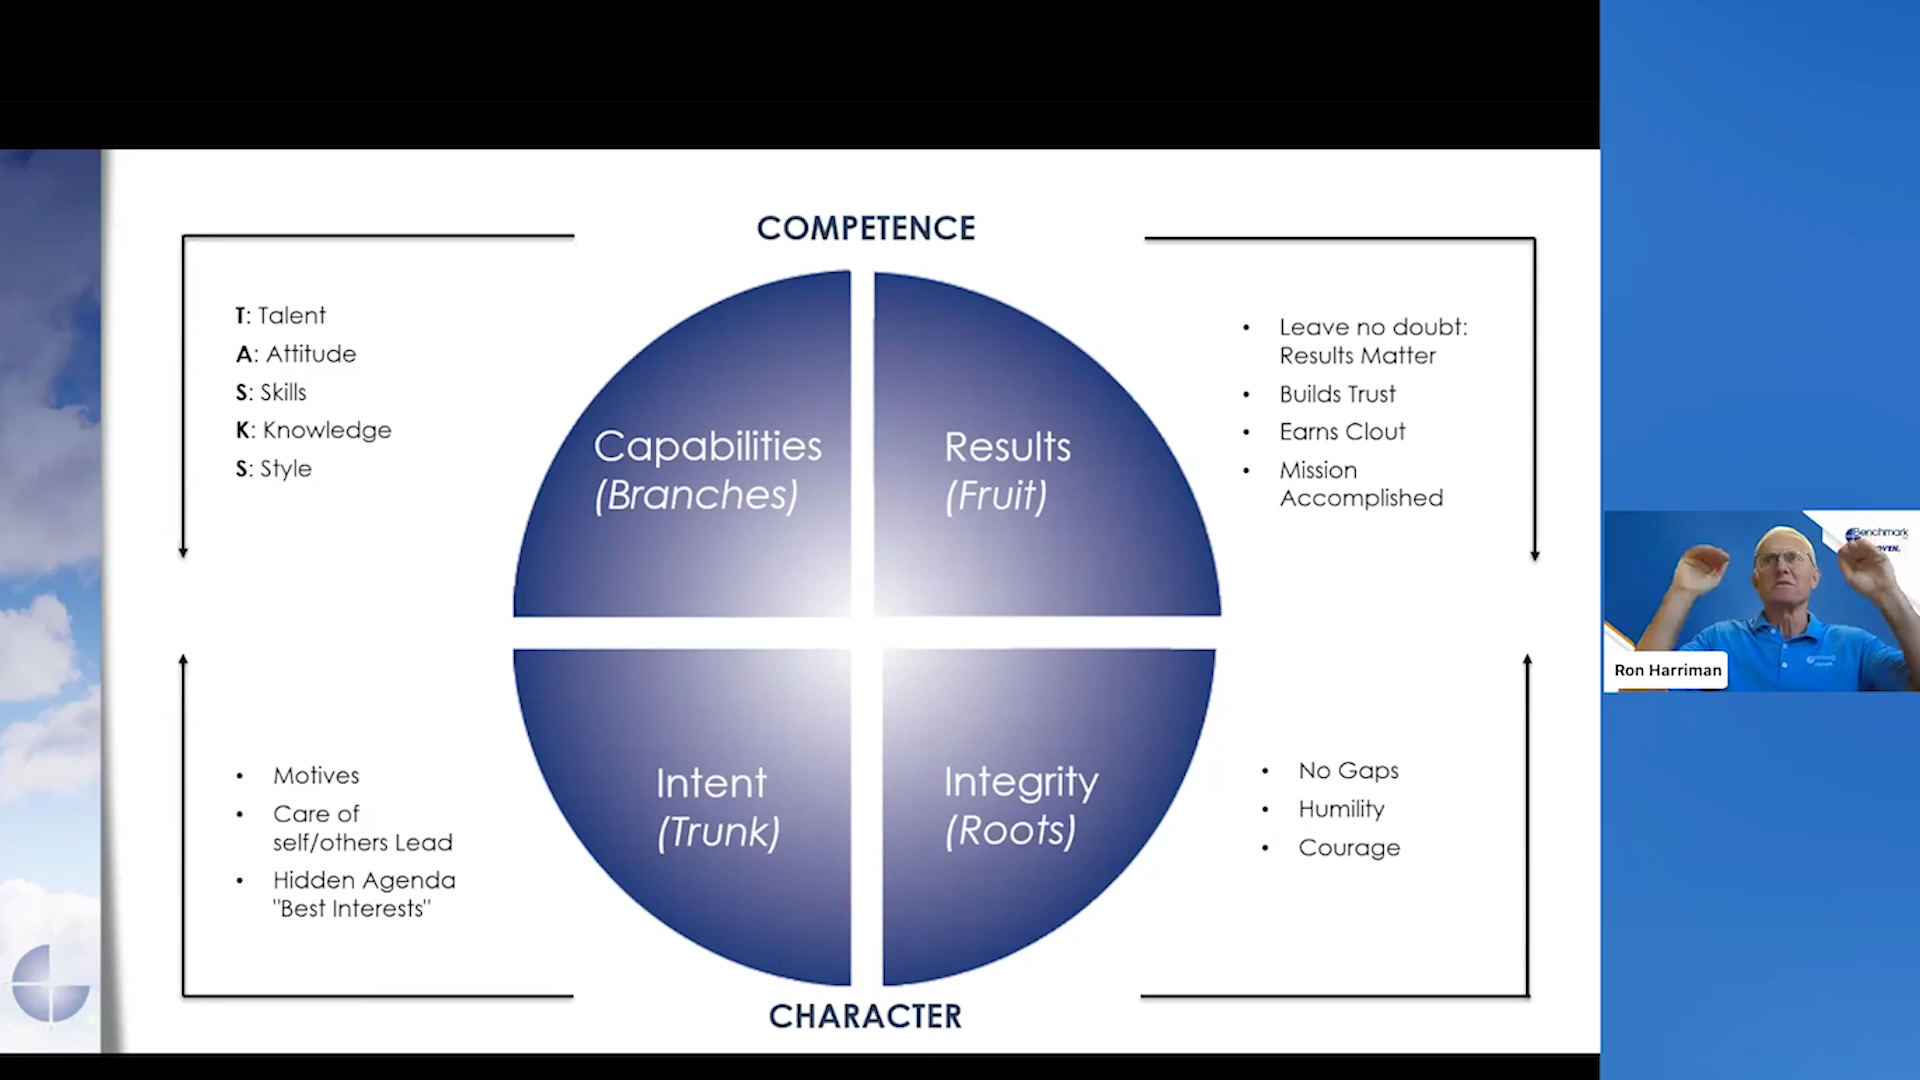 COMPETENCE
T: Talent
A: Attitude
S: Skills
K: Knowledge
S: Style
Capabilities
(Branches)
Results
(Fruit)
• Leave no doubt:
Results Matter
• Builds Trust
• Earns Clout
• Mission
Accomplished
• Motives
• Care of
self/others Lead
• Hidden Agenda
"Best Interests"
Intent
(Trunk)
Integrity
(Roots)
• No Gaps
• Humility
• Courage
CHARACTER
Benchmark
Ron Harriman